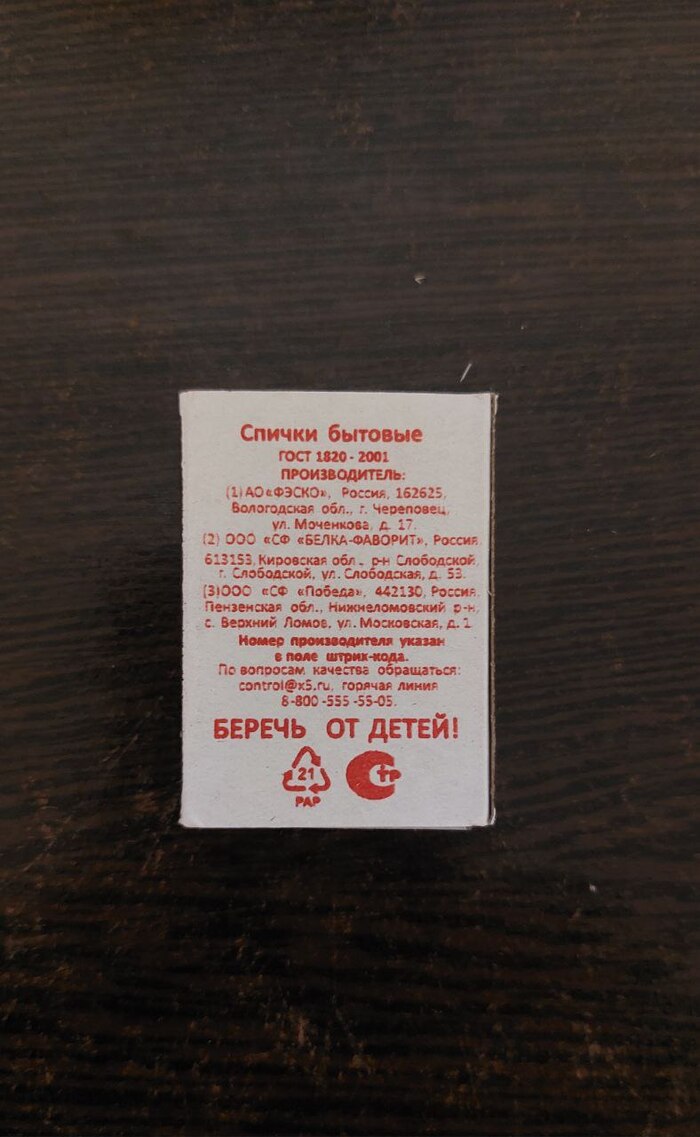 Спички бытовые
ГОСТ 1820 - 2001
ПРОИЗВОДИТЕЛЬ:
(1)АО«ФЭСКО», Россия, 162625,
Вологодская обл., г. Череповец,
ул. Моченкова, д. 17.
(2) ООО «СФ «БЕЛКА-ФАВОРИТ», Россия
613153, Кировская обл., р-н Слободской,
г. Слободской, ул. Слободская, д. 53.
(3)ООО «СФ «Победа», 442130, Россия,
Пензенская обл., Нижнеломовский р-н,
с. Верхний Ломов, ул. Московская, д. 1
Номер производителя указан
в поле штрих-кода.
По вопросам качества обращаться:
control@x5.ru, горячая линия
8-800 -555 -55-05.
БЕРЕЧЬ ОТ ДЕТЕЙ!
21
PAP
СТР